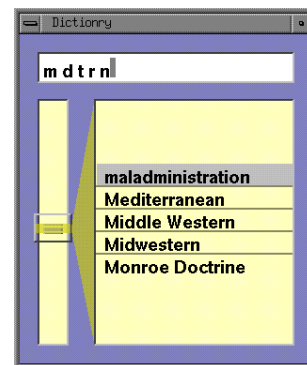 Dictionry
m d t r n
maladministration
Mediterranean
Middle Western
Midwestern
Monroe Doctrine